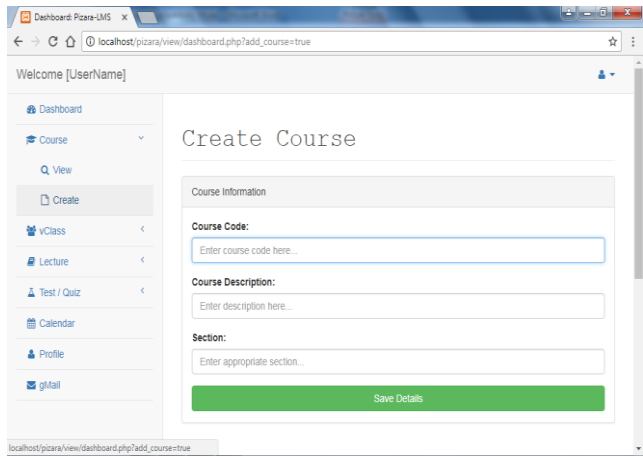 Dashboard: Pizara-LMS
localhost/pizara/view/dashboard.php?add_course=true
Welcome [UserName]
Dashboard
Course
View
Create
vClass
Lecture
Test / Quiz
Calendar
Profile
gMail
Create Course
Course Information
Course Code:
Enter course code here...
Course Description:
Enter description here...
Section:
Enter appropriate section...
Save Details
localhost/pizara/view/dashboard.php?add_course=true